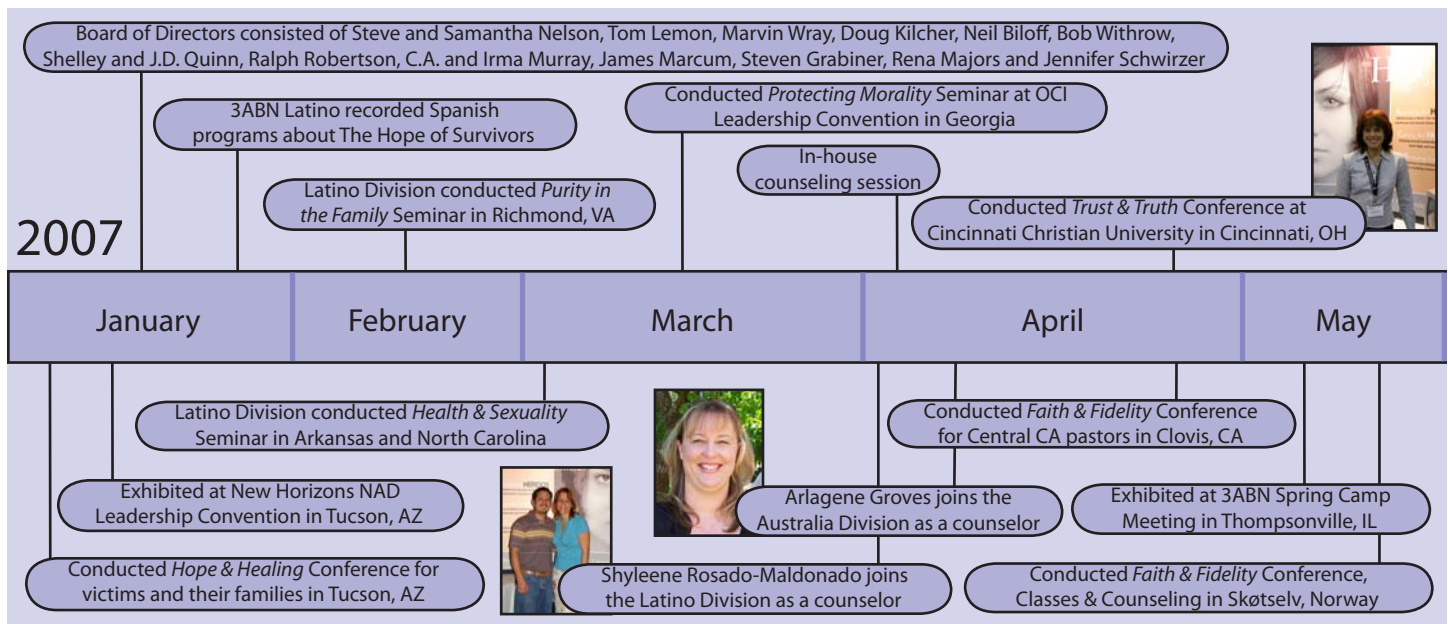 Board of Directors consisted of Steve and Samantha Nelson, Tom Lemon, Marvin Wray, Doug Kilcher, Neil Biloff, Bob Withrow,
Shelley and J.D. Quinn, Ralph Robertson, C.A. and Irma Murray, James Marcum, Steven Grabiner, Rena Majors and Jennifer Schwirzer
3ABN Latino recorded Spanish
programs about The Hope of Survivors
Conducted Protecting Morality Seminar at OCI
Leadership Convention in Georgia
In-house
counseling session
Latino Division conducted Purity in
the Family Seminar in Richmond, VA
Conducted Trust & Truth Conference at
Cincinnati Christian University in Cincinnati, OH
2007
January
February
March
April
May
Latino Division conducted Health & Sexuality
Seminar in Arkansas and North Carolina
Conducted Faith & Fidelity Conference
for Central CA pastors in Clovis, CA
Exhibited at New Horizons NAD
Leadership Convention in Tucson, AZ
Arlagene Groves joins the
Australia Division as a counselor
Exhibited at 3ABN Spring Camp
Meeting in Thompsonville, IL
Conducted Hope & Healing Conference for
victims and their families in Tucson, AZ
Shyleene Rosado-Maldonado joins
the Latino Division as a counselor
Conducted Faith & Fidelity Conference,
Classes & Counseling in Skøtselv, Norway